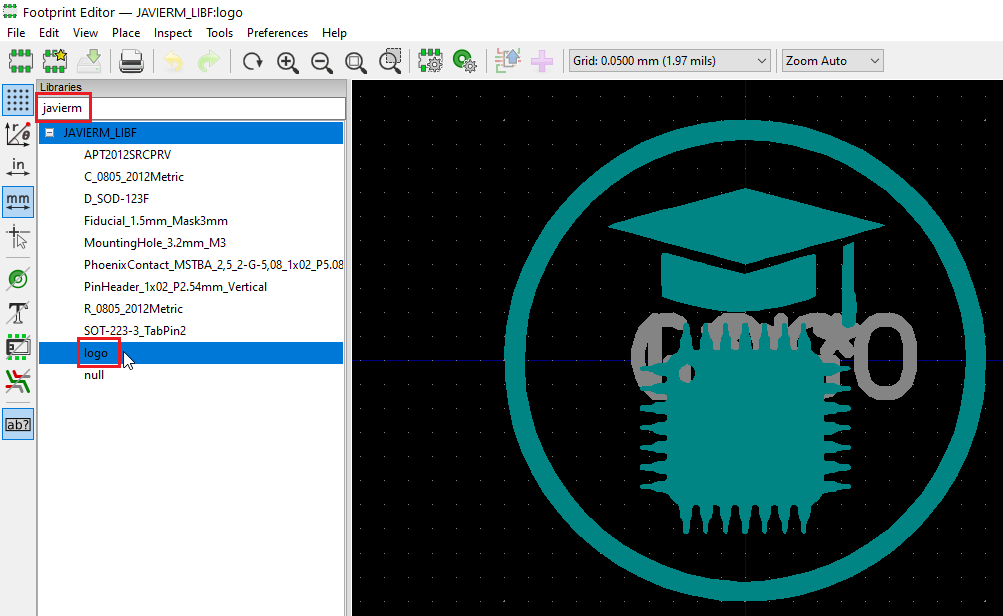 Footprint Editor — JAVIERM_LIBF:logo
File Edit View Place Inspect Tools Preferences Help
Grid: 0.0500 mm (1.97 mils) Zoom Auto
Libraries
javierm
JAVIERM_LIBF
APT2012SRCPRV
C_0805_2012Metric
D_SOD-123F
Fiducial_1.5mm_Mask3mm
MountingHole_3.2mm_M3
PhoenixContact_MSTBA_2,5_2-G-5,08_1x02_P5.08
PinHeader_1x02_P2.54mm_Vertical
R_0805_2012Metric
SOT-223-3_TabPin2
logo
null
in
mm
ab?